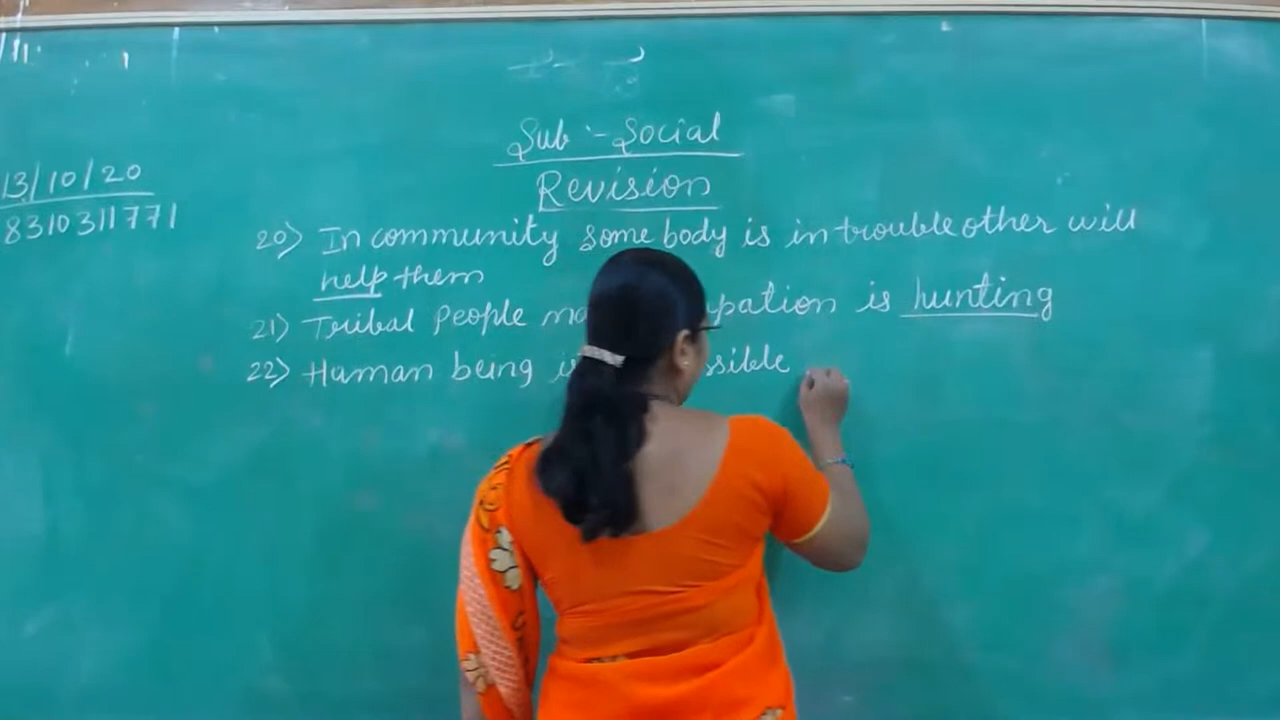 Sub :- Social
Revision
13/10/20
8310311771
20) In community some body is in trouble other will
help them
21) Tribal People ma pation is hunting
22) Human being is ssible